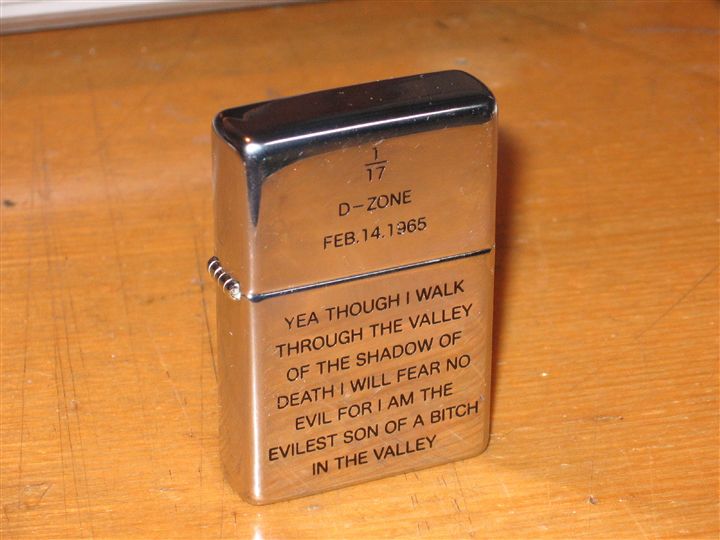 1
17
D-ZONE
FEB.14.1965
YEA THOUGH I WALK
THROUGH THE VALLEY
OF THE SHADOW OF
DEATH I WILL FEAR NO
EVIL FOR I AM THE
EVILEST SON OF A BITCH
IN THE VALLEY